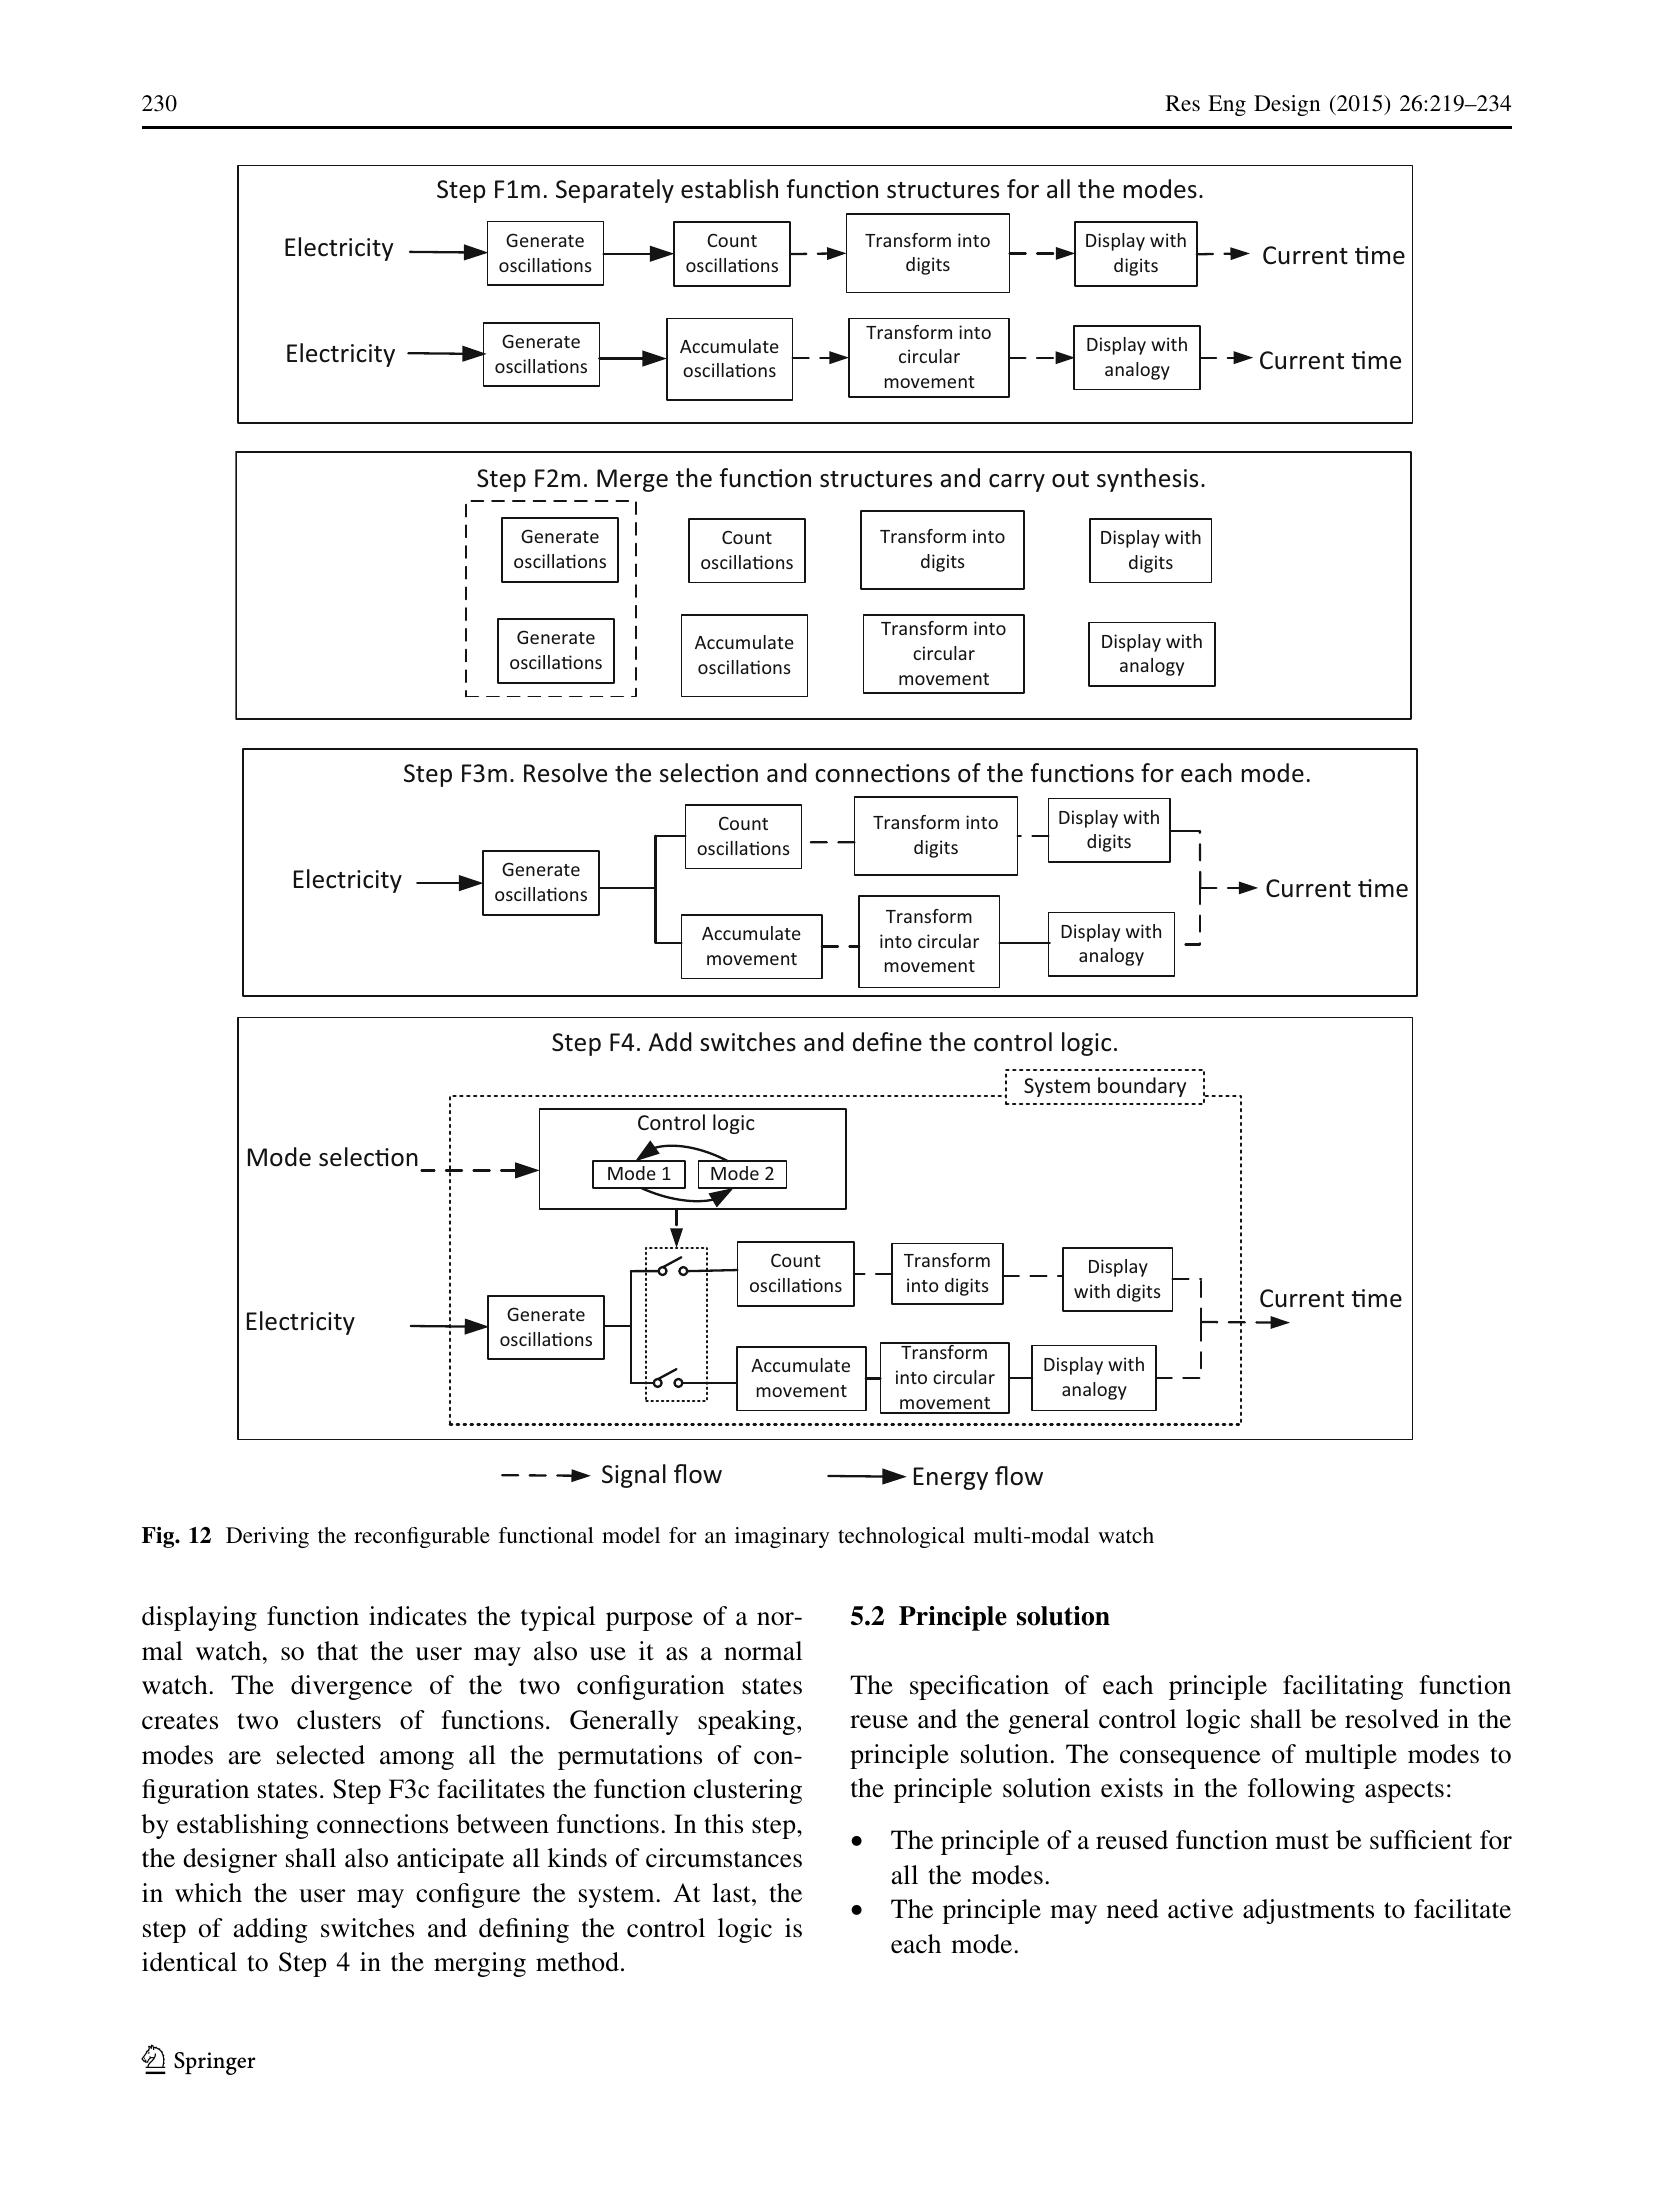 230
Res Eng Design (2015) 26:219–234
Step F1m. Separately establish function structures for all the modes.
Electricity
Generate
oscillations
Count
oscillations
Transform into
digits
Display with
digits
Current time
Electricity
Generate
oscillations
Accumulate
oscillations
Transform into
circular
movement
Display with
analogy
Current time
Step F2m. Merge the function structures and carry out synthesis.
Generate
oscillations
Count
oscillations
Transform into
digits
Display with
digits
Generate
oscillations
Accumulate
oscillations
Transform into
circular
movement
Display with
analogy
Step F3m. Resolve the selection and connections of the functions for each mode.
Electricity
Generate
oscillations
Count
oscillations
Transform into
digits
Display with
digits
Accumulate
movement
Transform
into circular
movement
Display with
analogy
Current time
Step F4. Add switches and define the control logic.
System boundary
Control logic
Mode selection
Mode 1
Mode 2
Electricity
Generate
oscillations
Count
oscillations
Transform
into digits
Display
with digits
Accumulate
movement
Transform
into circular
movement
Display with
analogy
Current time
Signal flow
Energy flow
Fig. 12 Deriving the reconfigurable functional model for an imaginary technological multi-modal watch
displaying function indicates the typical purpose of a nor-
mal watch, so that the user may also use it as a normal
watch. The divergence of the two configuration states
creates two clusters of functions. Generally speaking,
modes are selected among all the permutations of con-
figuration states. Step F3c facilitates the function clustering
by establishing connections between functions. In this step,
the designer shall also anticipate all kinds of circumstances
in which the user may configure the system. At last, the
step of adding switches and defining the control logic is
identical to Step 4 in the merging method.
5.2 Principle solution
The specification of each principle facilitating function
reuse and the general control logic shall be resolved in the
principle solution. The consequence of multiple modes to
the principle solution exists in the following aspects:
• The principle of a reused function must be sufficient for
all the modes.
• The principle may need active adjustments to facilitate
each mode.
Springer